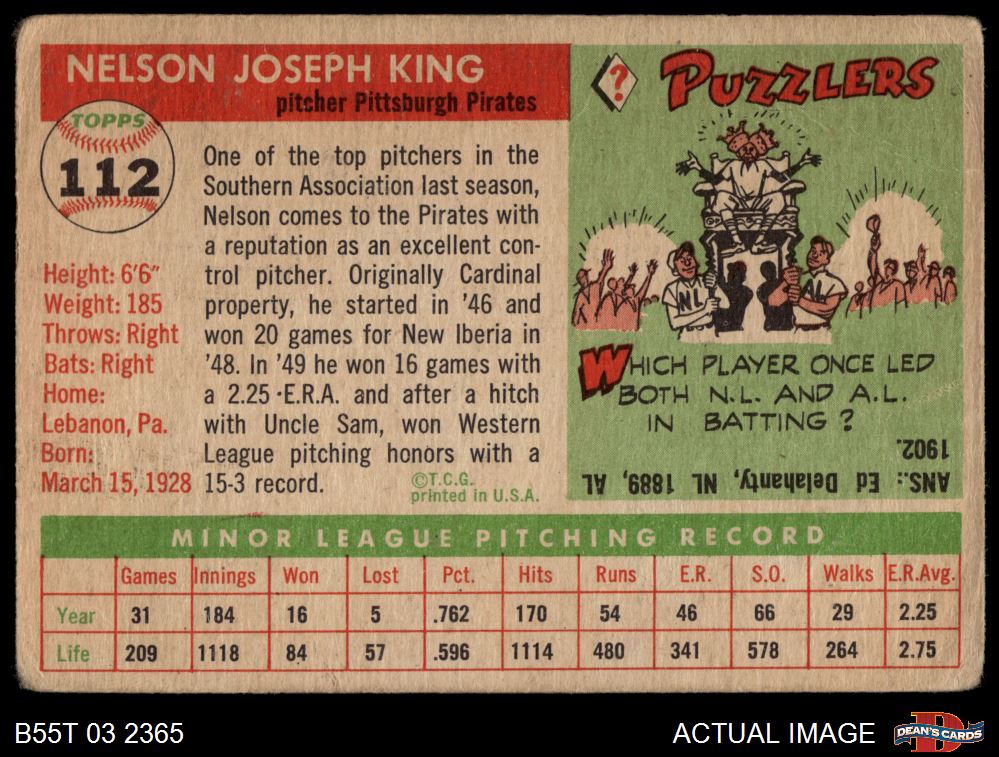 NELSON JOSEPH KING
pitcher Pittsburgh Pirates
TOPPS
112
Height: 6'6"
Weight: 185
Throws: Right
Bats: Right
Home:
Lebanon, Pa.
Born:
March 15, 1928
One of the top pitchers in the
Southern Association last season,
Nelson comes to the Pirates with
a reputation as an excellent con-
trol pitcher. Originally Cardinal
property, he started in '46 and
won 20 games for New Iberia in
'48. In '49 he won 16 games with
a 2.25 E.R.A. and after a hitch
with Uncle Sam, won Western
League pitching honors with a
15-3 record.
©T.C.G.
printed in U.S.A.
?
PUZZLERS
NL
AL
WHICH PLAYER ONCE LED
BOTH N.L. AND A.L.
IN BATTING?
ANS.: Ed Delahanty, NL 1889, AL
1902.
MINOR LEAGUE PITCHING RECORD
Games Innings Won Lost Pct. Hits Runs E.R. S.O. Walks E.R.Avg.
Year 31 184 16 5 .762 170 54 46 66 29 2.25
Life 209 1118 84 57 .596 1114 480 341 578 264 2.75
B55T 03 2365
ACTUAL IMAGE
DEAN'S CARDS